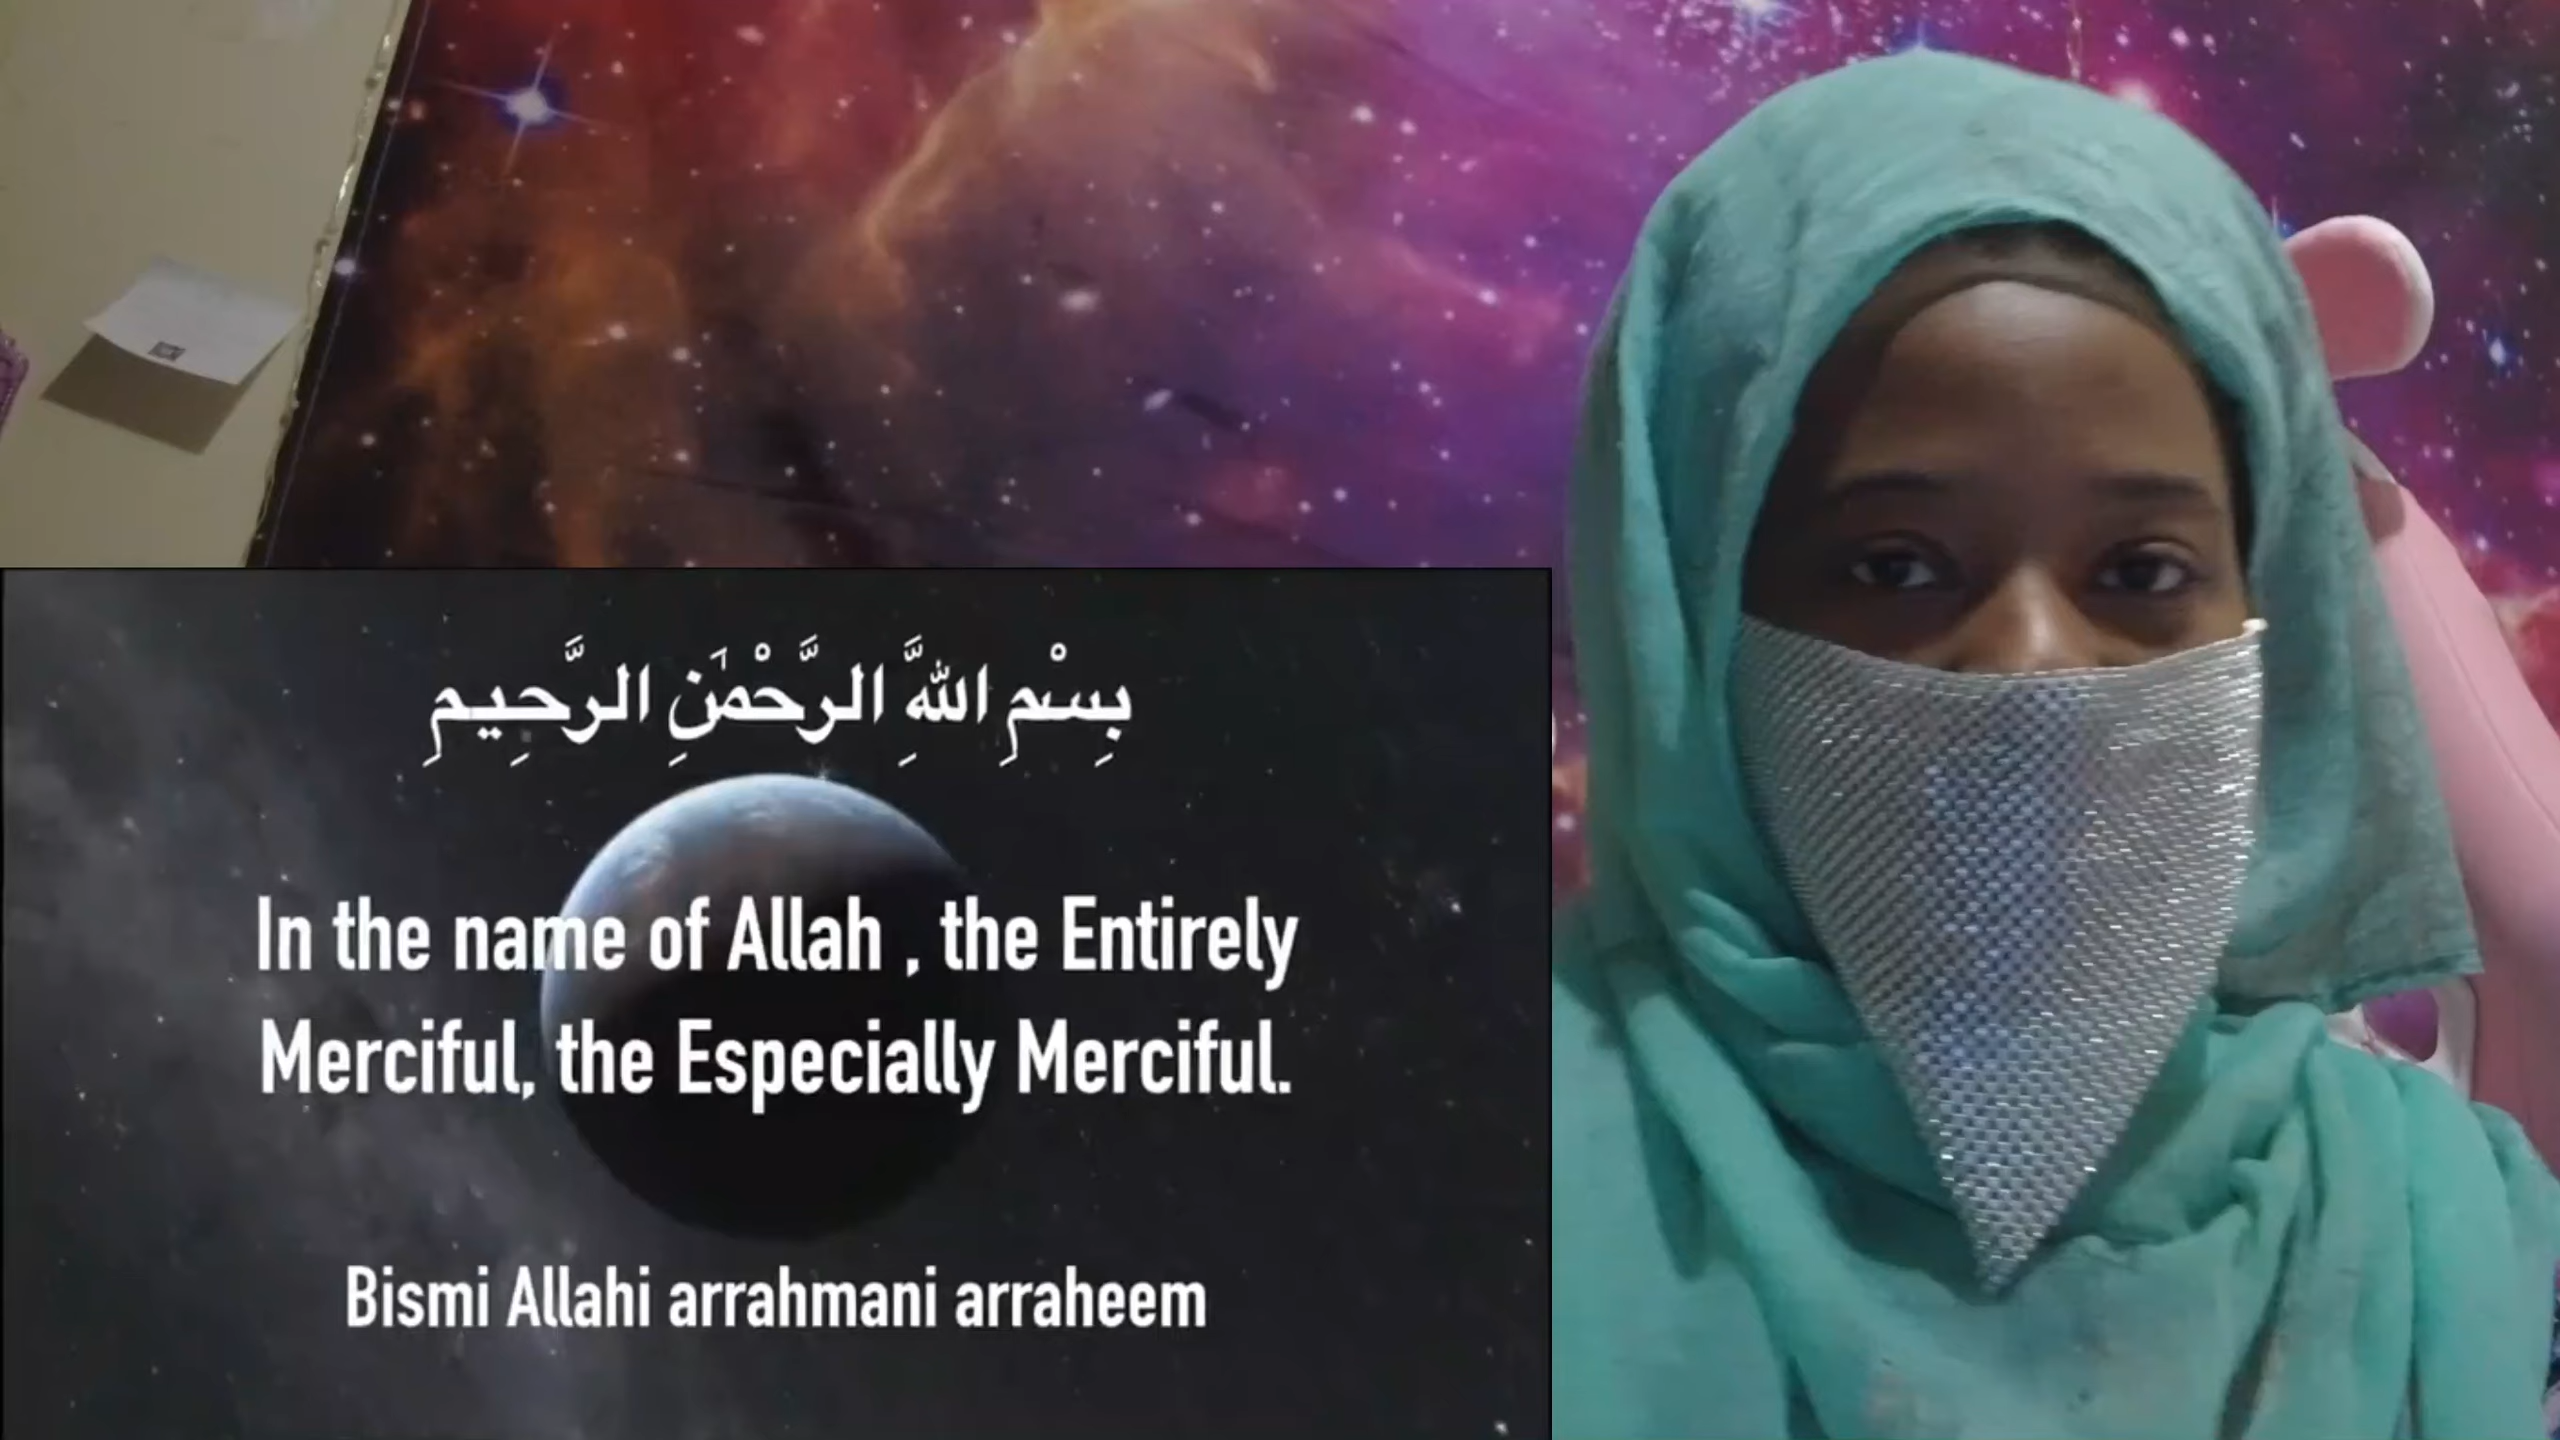 بِسْمِ اللَّهِ الرَّحْمَٰنِ الرَّحِيمِ
In the name of Allah , the Entirely
Merciful, the Especially Merciful.
Bismi Allahi arrahmani arraheem